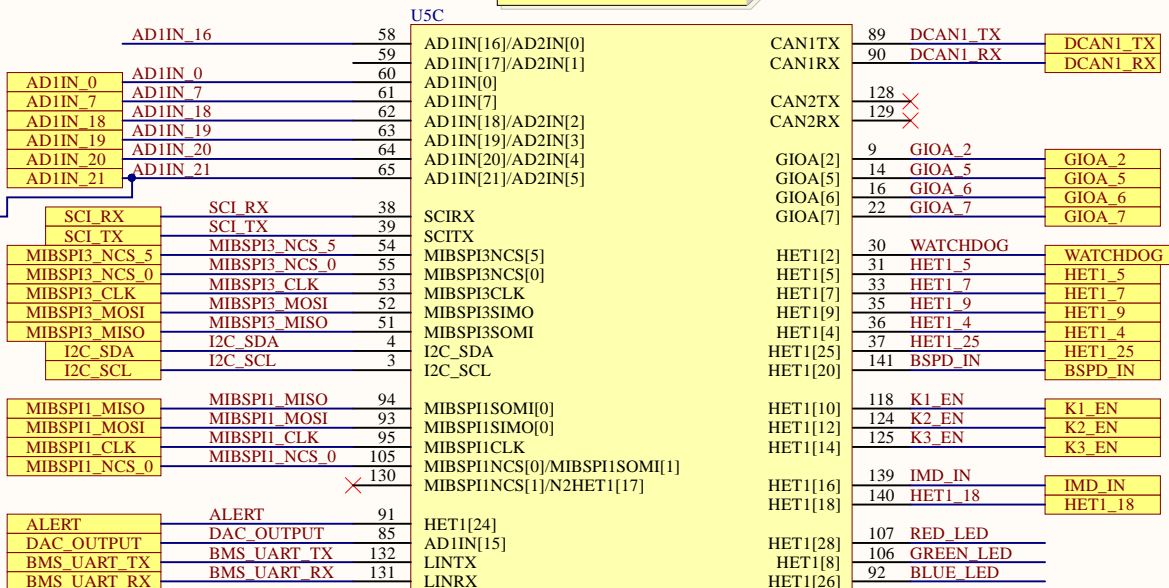 U5C
AD1IN_16 58 AD1IN[16]/AD2IN[0] CAN1TX 89 DCAN1_TX DCAN1_TX
59 AD1IN[17]/AD2IN[1] CAN1RX 90 DCAN1_RX DCAN1_RX
AD1IN_0 AD1IN_0 60 AD1IN[0]
AD1IN_7 AD1IN_7 61 AD1IN[7] CAN2TX 128
AD1IN_18 AD1IN_18 62 AD1IN[18]/AD2IN[2] CAN2RX 129
AD1IN_19 AD1IN_19 63 AD1IN[19]/AD2IN[3]
AD1IN_20 AD1IN_20 64 AD1IN[20]/AD2IN[4] GIOA[2] 9 GIOA_2 GIOA_2
AD1IN_21 AD1IN_21 65 AD1IN[21]/AD2IN[5] GIOA[5] 14 GIOA_5 GIOA_5
GIOA[6] 16 GIOA_6 GIOA_6
SCI_RX SCI_RX 38 SCIRX GIOA[7] 22 GIOA_7 GIOA_7
SCI_TX SCI_TX 39 SCITX
MIBSPI3_NCS_5 MIBSPI3_NCS_5 54 MIBSPI3NCS[5] HET1[2] 30 WATCHDOG WATCHDOG
MIBSPI3_NCS_0 MIBSPI3_NCS_0 55 MIBSPI3NCS[0] HET1[5] 31 HET1_5 HET1_5
MIBSPI3_CLK MIBSPI3_CLK 53 MIBSPI3CLK HET1[7] 33 HET1_7 HET1_7
MIBSPI3_MOSI MIBSPI3_MOSI 52 MIBSPI3SIMO HET1[9] 35 HET1_9 HET1_9
MIBSPI3_MISO MIBSPI3_MISO 51 MIBSPI3SOMI HET1[4] 36 HET1_4 HET1_4
I2C_SDA I2C_SDA 4 I2C_SDA HET1[25] 37 HET1_25 HET1_25
I2C_SCL I2C_SCL 3 I2C_SCL HET1[20] 141 BSPD_IN BSPD_IN
MIBSPI1_MISO MIBSPI1_MISO 94 MIBSPI1SOMI[0] HET1[10] 118 K1_EN K1_EN
MIBSPI1_MOSI MIBSPI1_MOSI 93 MIBSPI1SIMO[0] HET1[12] 124 K2_EN K2_EN
MIBSPI1_CLK MIBSPI1_CLK 95 MIBSPI1CLK HET1[14] 125 K3_EN K3_EN
MIBSPI1_NCS_0 MIBSPI1_NCS_0 105 MIBSPI1NCS[0]/MIBSPI1SOMI[1]
130 MIBSPI1NCS[1]/N2HET1[17] HET1[16] 139 IMD_IN IMD_IN
HET1[18] 140 HET1_18 HET1_18
ALERT ALERT 91 HET1[24]
DAC_OUTPUT DAC_OUTPUT 85 AD1IN[15] HET1[28] 107 RED_LED
BMS_UART_TX BMS_UART_TX 132 LINTX HET1[8] 106 GREEN_LED
BMS_UART_RX BMS_UART_RX 131 LINRX HET1[26] 92 BLUE_LED